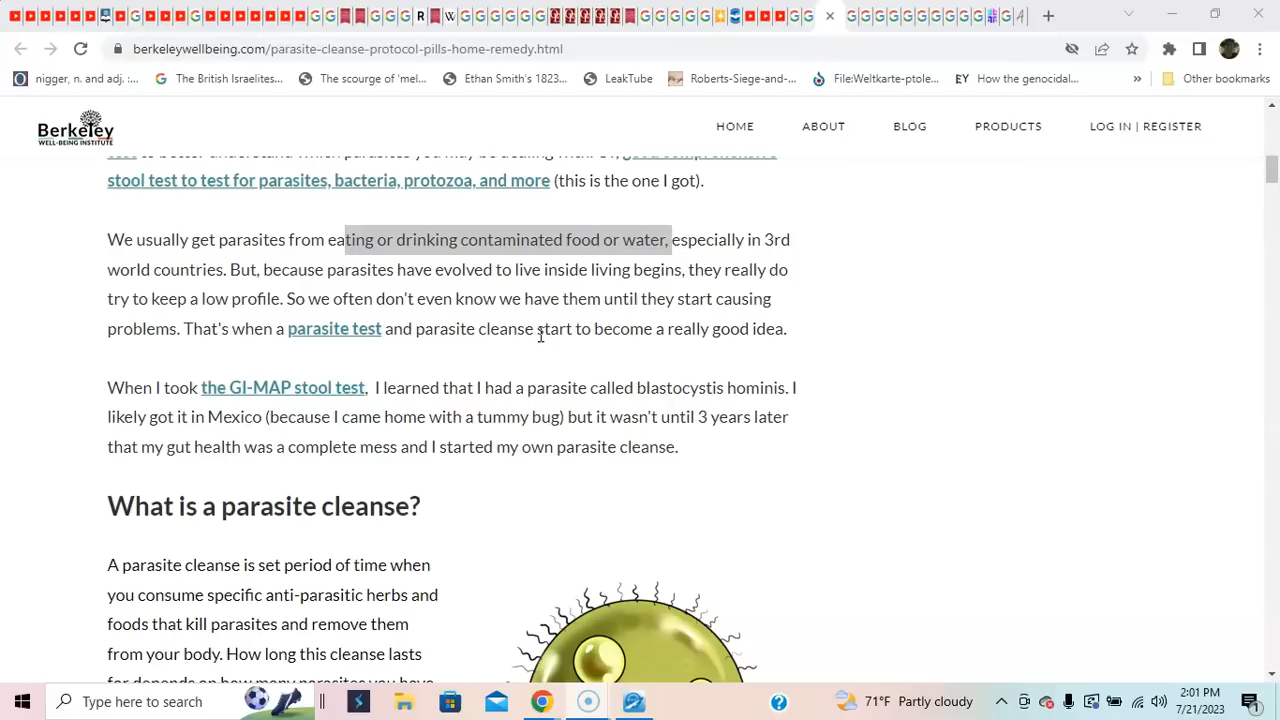 berkeleywellbeing.com/parasite-cleanse-protocol-pills-home-remedy.html
nigger, n. and adj. :... The British Israelites... The scourge of 'mel... Ethan Smith's 1823... LeakTube Roberts-Siege-and-... File:Weltkarte-ptole... EY How the genocidal... » Other bookmarks
Berkeley
WELL-BEING INSTITUTE
HOME ABOUT BLOG PRODUCTS LOG IN | REGISTER
stool test to test for parasites, bacteria, protozoa, and more (this is the one I got).
We usually get parasites from eating or drinking contaminated food or water, especially in 3rd
world countries. But, because parasites have evolved to live inside living begins, they really do
try to keep a low profile. So we often don't even know we have them until they start causing
problems. That's when a parasite test and parasite cleanse start to become a really good idea.
When I took the GI-MAP stool test, I learned that I had a parasite called blastocystis hominis. I
likely got it in Mexico (because I came home with a tummy bug) but it wasn't until 3 years later
that my gut health was a complete mess and I started my own parasite cleanse.
What is a parasite cleanse?
A parasite cleanse is set period of time when
you consume specific anti-parasitic herbs and
foods that kill parasites and remove them
from your body. How long this cleanse lasts
Type here to search
71°F Partly cloudy
2:01 PM
7/21/2023